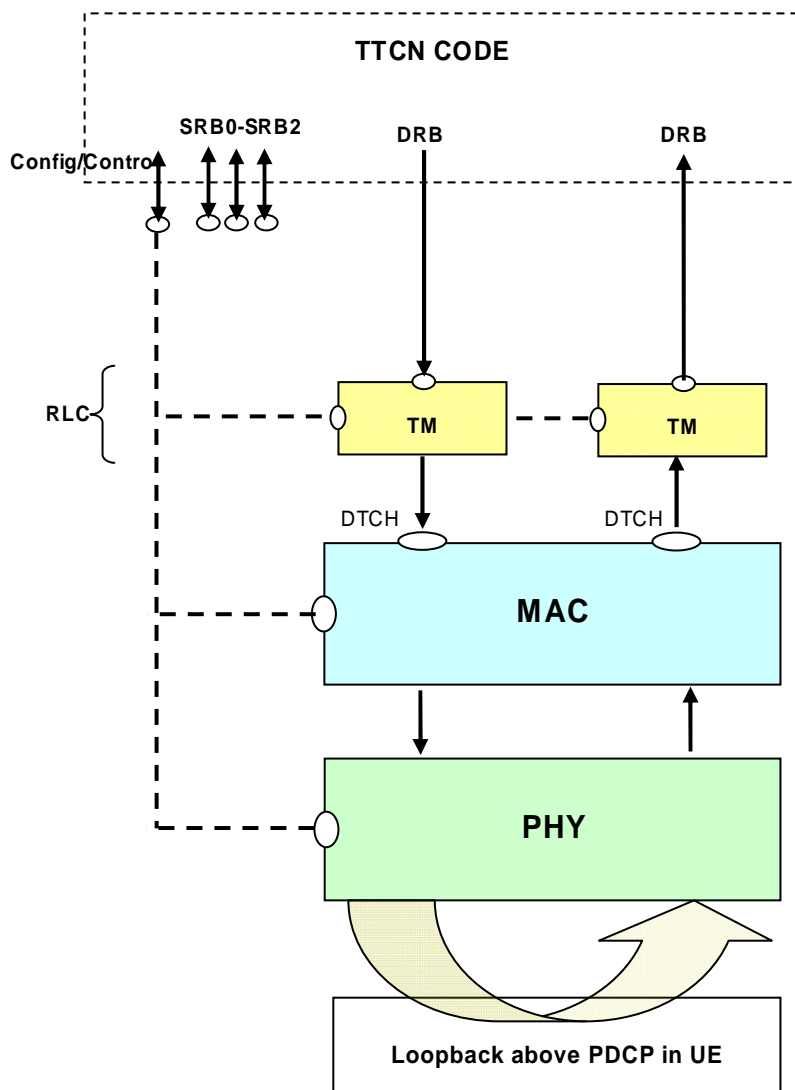 TTCN CODE
SRB0-SRB2
DRB
DRB
Config/Contro
RLC
TM
TM
DTCH
DTCH
MAC
PHY
Loopback above PDCP in UE